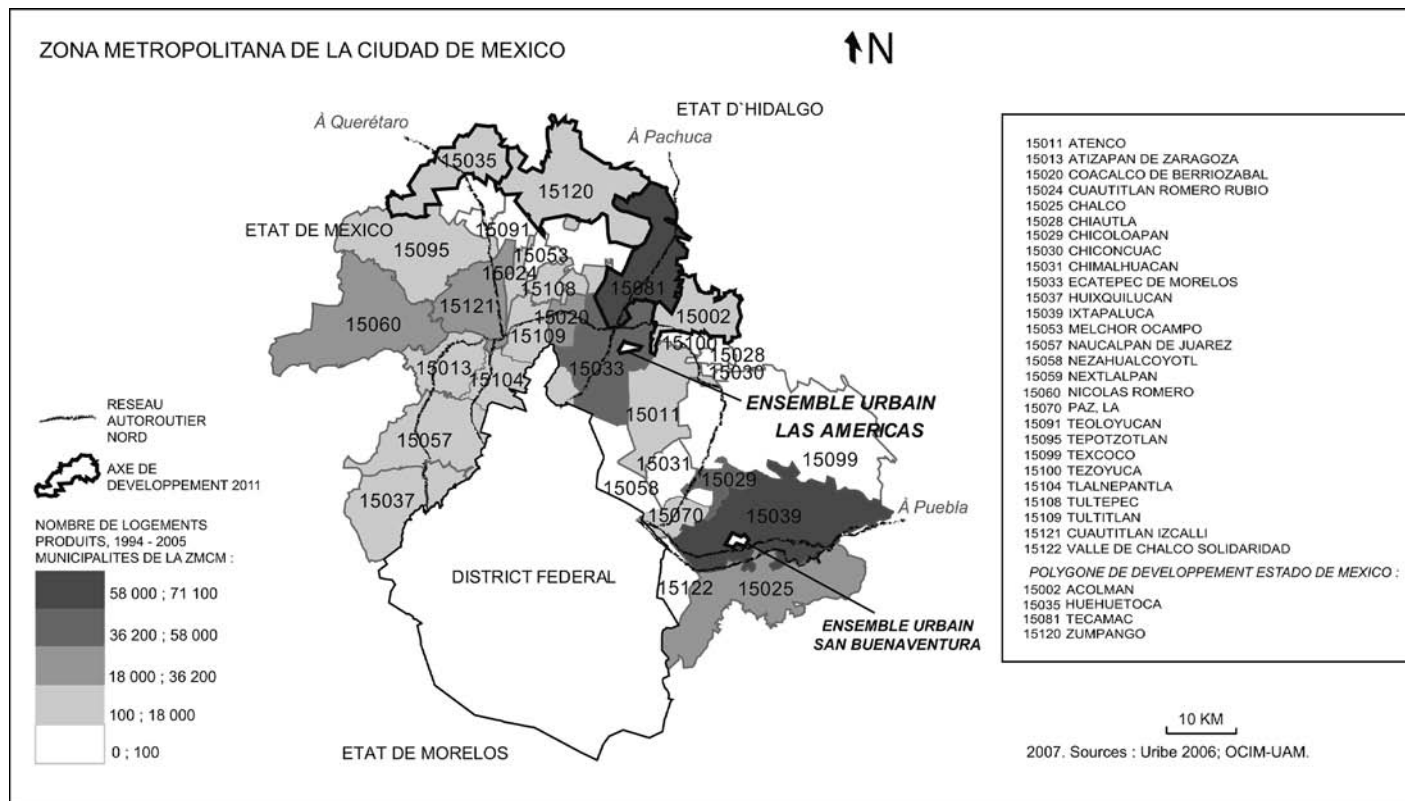 ZONA METROPOLITANA DE LA CIUDAD DE MEXICO
N
ETAT D`HIDALGO
À Querétaro
À Pachuca
15035
15120
ETAT DE MEXICO
15091
15095
15053
15024
15108
15081
15121
15060
15020
15002
15109
15100
15028
15033
15013
15030
15104
ENSEMBLE URBAIN
LAS AMERICAS
15011
15057
15031
15099
15029
15058
15037
15070
15039
À Puebla
DISTRICT FEDERAL
15122
15025
ENSEMBLE URBAIN
SAN BUENAVENTURA
ETAT DE MORELOS
RESEAU
AUTOROUTIER
NORD
AXE DE
DEVELOPPEMENT 2011
NOMBRE DE LOGEMENTS
PRODUITS, 1994 - 2005
MUNICIPALITES DE LA ZMCM :
58 000 ; 71 100
36 200 ; 58 000
18 000 ; 36 200
100 ; 18 000
0 ; 100
15011 ATENCO
15013 ATIZAPAN DE ZARAGOZA
15020 COACALCO DE BERRIOZABAL
15024 CUAUTITLAN ROMERO RUBIO
15025 CHALCO
15028 CHIAUTLA
15029 CHICOLOAPAN
15030 CHICONCUAC
15031 CHIMALHUACAN
15033 ECATEPEC DE MORELOS
15037 HUIXQUILUCAN
15039 IXTAPALUCA
15053 MELCHOR OCAMPO
15057 NAUCALPAN DE JUAREZ
15058 NEZAHUALCOYOTL
15059 NEXTLALPAN
15060 NICOLAS ROMERO
15070 PAZ, LA
15091 TEOLOYUCAN
15095 TEPOTZOTLAN
15099 TEXCOCO
15100 TEZOYUCA
15104 TLALNEPANTLA
15108 TULTEPEC
15109 TULTITLAN
15121 CUAUTITLAN IZCALLI
15122 VALLE DE CHALCO SOLIDARIDAD
POLYGONE DE DEVELOPPEMENT ESTADO DE MEXICO :
15002 ACOLMAN
15035 HUEHUETOCA
15081 TECAMAC
15120 ZUMPANGO
10 KM
2007. Sources : Uribe 2006; OCIM-UAM.